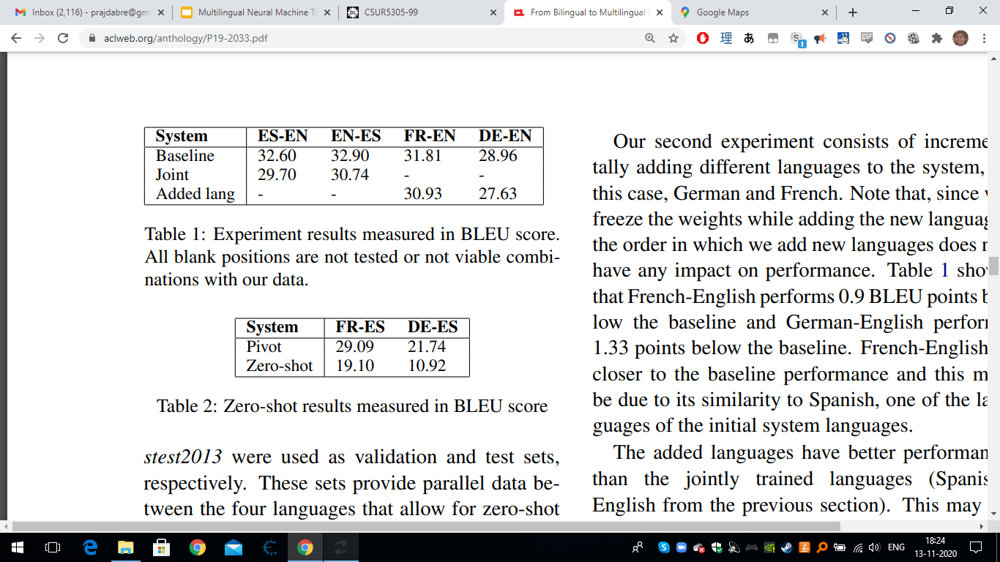 Inbox (2,116) - prajdabre@gma
Multilingual Neural Machine Tr
CSUR5305-99
From Bilingual to Multilingual
Google Maps
aclweb.org/anthology/P19-2033.pdf
System ES-EN EN-ES FR-EN DE-EN
Baseline 32.60 32.90 31.81 28.96
Joint 29.70 30.74 - -
Added lang - - 30.93 27.63
Table 1: Experiment results measured in BLEU score.
All blank positions are not tested or not viable combi-
nations with our data.
System FR-ES DE-ES
Pivot 29.09 21.74
Zero-shot 19.10 10.92
Table 2: Zero-shot results measured in BLEU score
stest2013 were used as validation and test sets,
respectively. These sets provide parallel data be-
tween the four languages that allow for zero-shot
Our second experiment consists of increme
tally adding different languages to the system,
this case, German and French. Note that, since
freeze the weights while adding the new languag
the order in which we add new languages does
have any impact on performance. Table 1 sho
that French-English performs 0.9 BLEU points b
low the baseline and German-English perfor
1.33 points below the baseline. French-English
closer to the baseline performance and this m
be due to its similarity to Spanish, one of the la
guages of the initial system languages.
The added languages have better performan
than the jointly trained languages (Spanis
English from the previous section). This may
理 あ CSS 1
ENG
18:24
13-11-2020